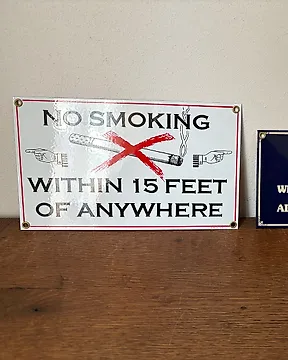 NO SMOKING
WITHIN 15 FEET
OF ANYWHERE